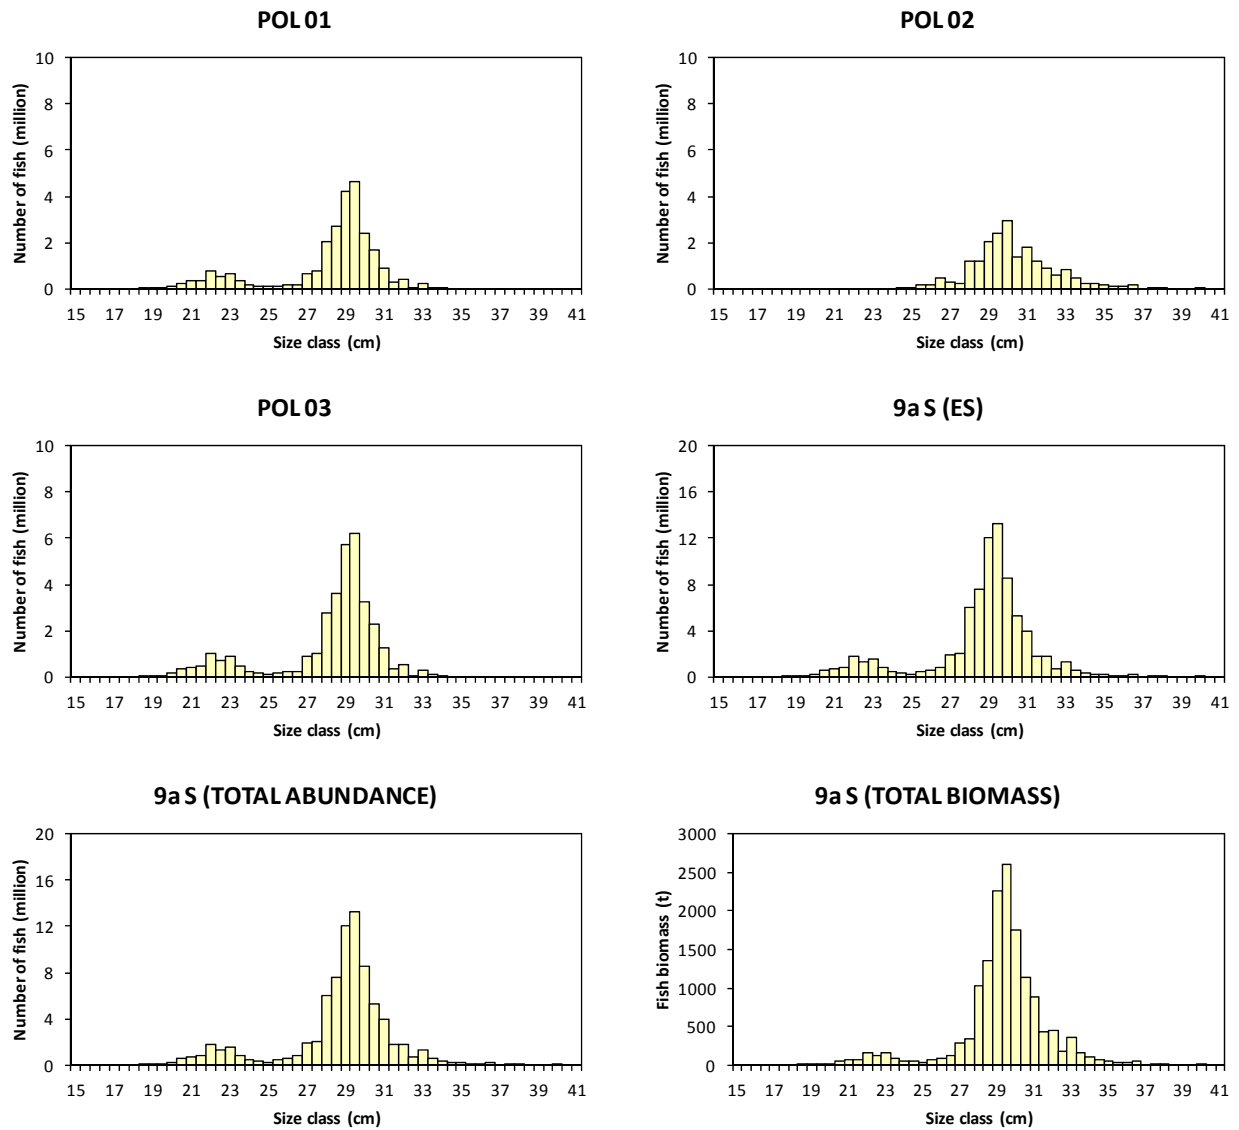 POL 01
10
8
6
4
2
0
Number of fish (million)
15 17 19 21 23 25 27 29 31 33 35 37 39 41
Size class (cm)
POL 02
10
8
6
4
2
0
Number of fish (million)
15 17 19 21 23 25 27 29 31 33 35 37 39 41
Size class (cm)
POL 03
10
8
6
4
2
0
Number of fish (million)
15 17 19 21 23 25 27 29 31 33 35 37 39 41
Size class (cm)
9a S (ES)
20
16
12
8
4
0
Number of fish (million)
15 17 19 21 23 25 27 29 31 33 35 37 39 41
Size class (cm)
9a S (TOTAL ABUNDANCE)
20
16
12
8
4
0
Number of fish (million)
15 17 19 21 23 25 27 29 31 33 35 37 39 41
Size class (cm)
9a S (TOTAL BIOMASS)
3000
2500
2000
1500
1000
500
0
Fish biomass (t)
15 17 19 21 23 25 27 29 31 33 35 37 39 41
Size class (cm)